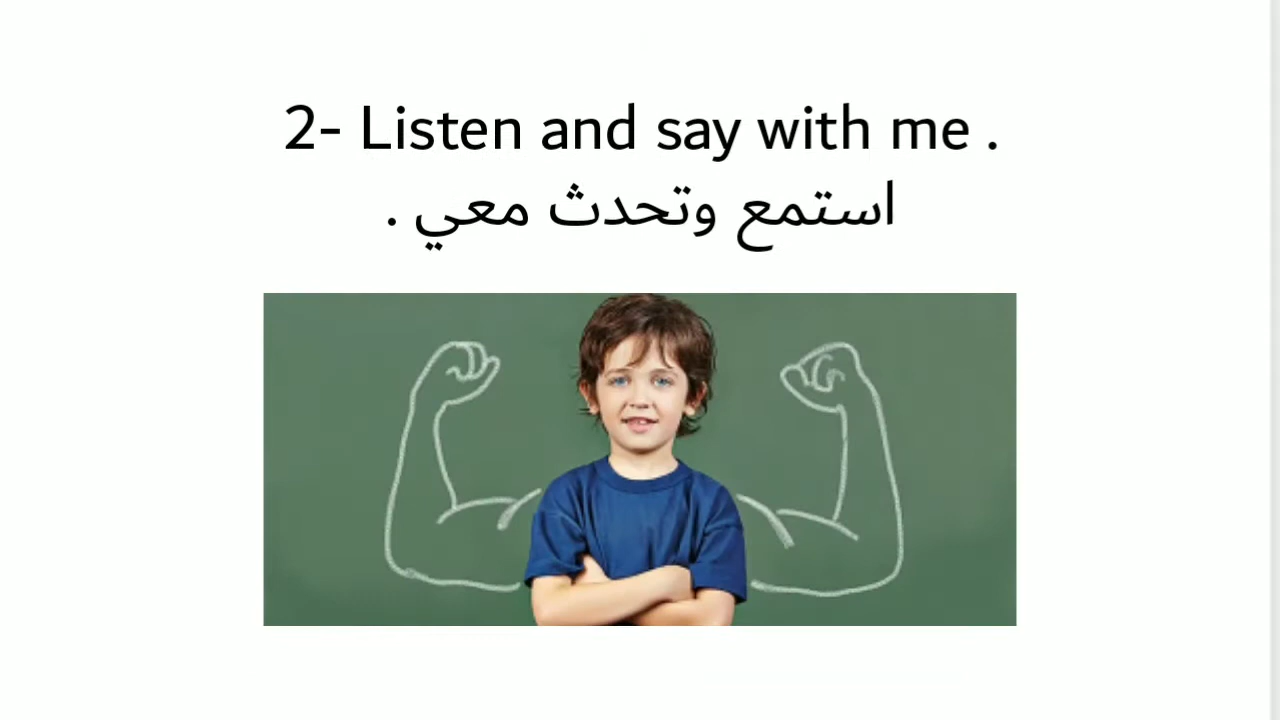 2- Listen and say with me .
استمع وتحدث معي .